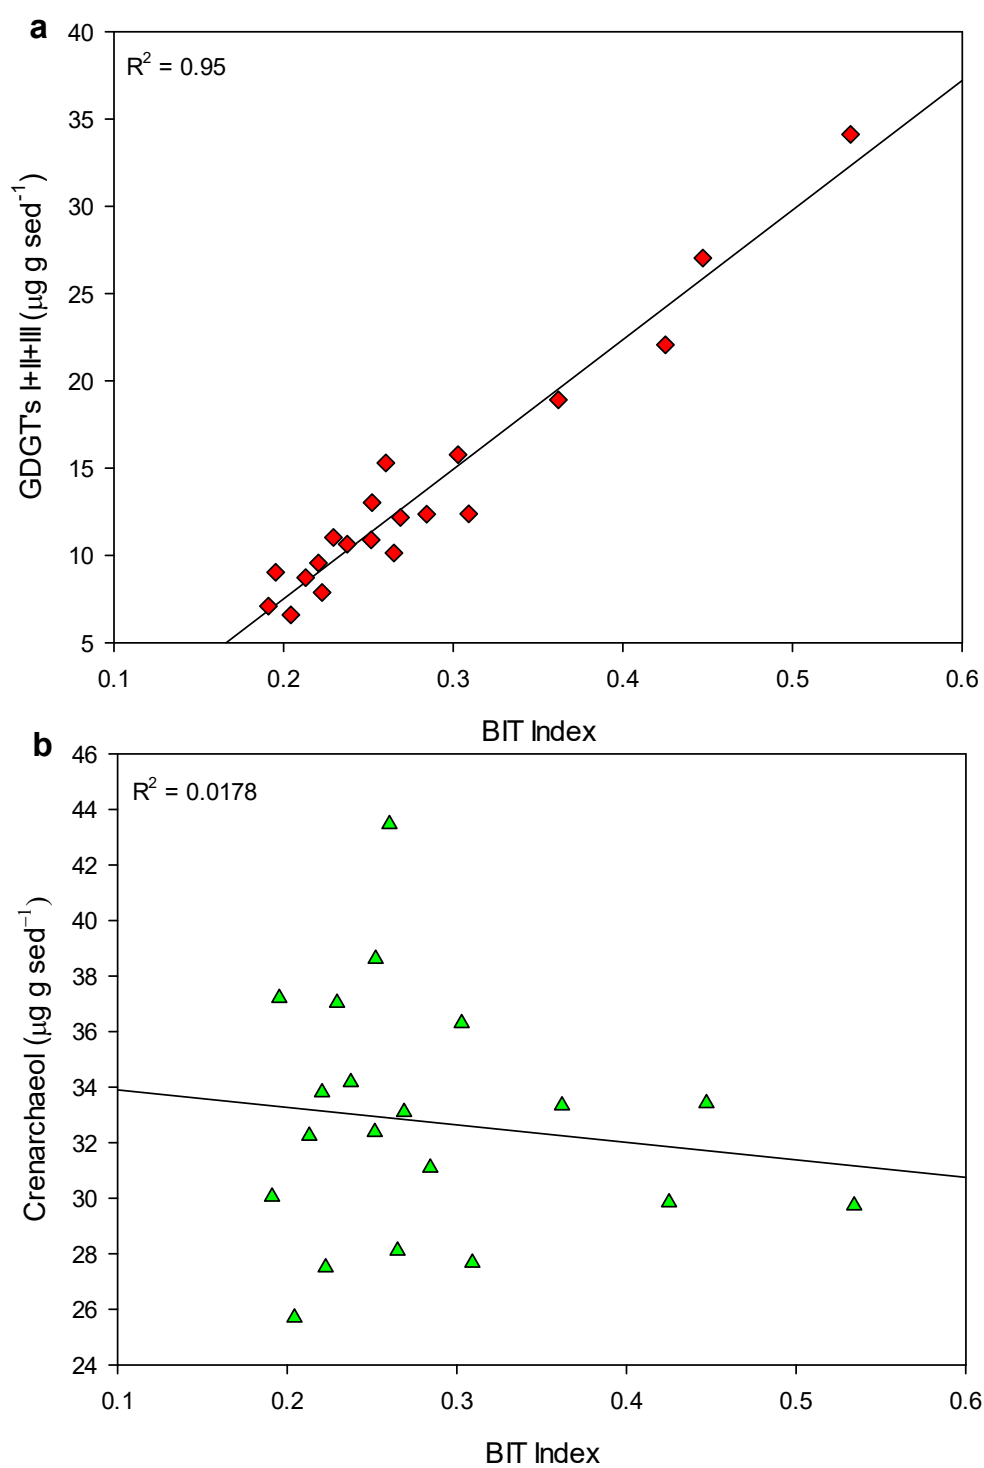 a
R² = 0.95
GDGT's I+II+III (μg g sed⁻¹)
40
35
30
25
20
15
10
5
0.1 0.2 0.3 0.4 0.5 0.6
BIT Index
b
R² = 0.0178
Crenarchaeol (μg g sed⁻¹)
46
44
42
40
38
36
34
32
30
28
26
24
0.1 0.2 0.3 0.4 0.5 0.6
BIT Index